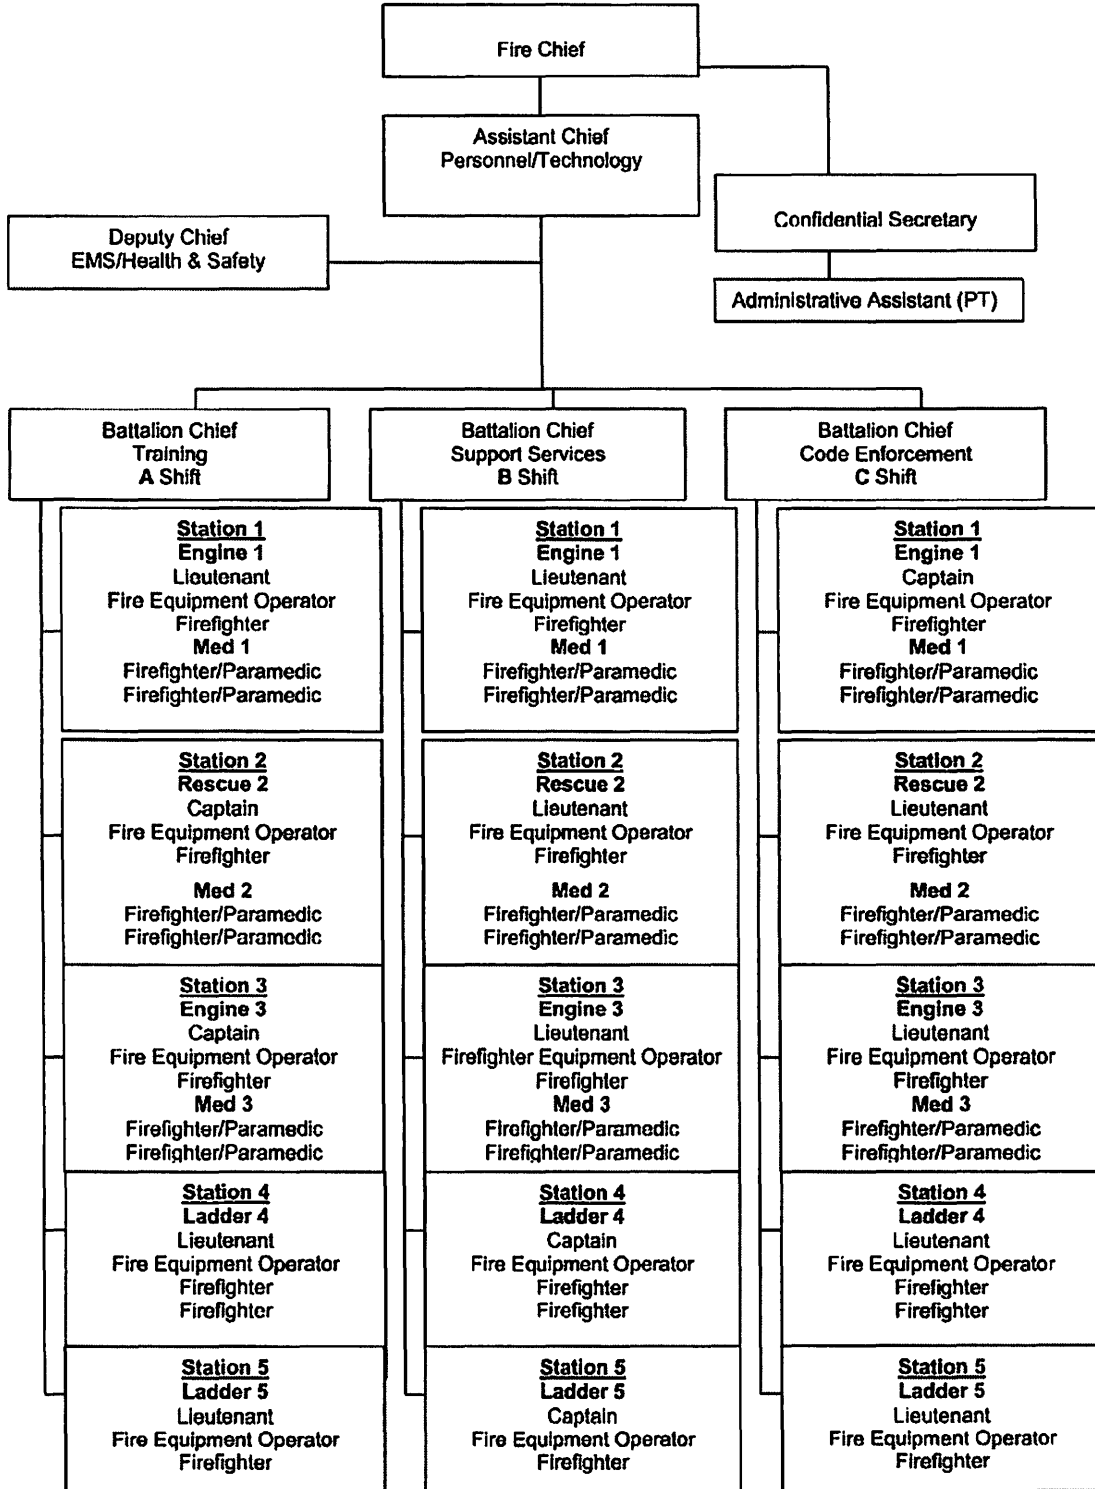 Fire Chief
Assistant Chief
Personnel/Technology
Confidential Secretary
Administrative Assistant (PT)
Deputy Chief
EMS/Health & Safety
Battalion Chief
Training
A Shift
Station 1
Engine 1
Lieutenant
Fire Equipment Operator
Firefighter
Med 1
Firefighter/Paramedic
Firefighter/Paramedic
Station 2
Rescue 2
Captain
Fire Equipment Operator
Firefighter
Med 2
Firefighter/Paramedic
Firefighter/Paramedic
Station 3
Engine 3
Captain
Fire Equipment Operator
Firefighter
Med 3
Firefighter/Paramedic
Firefighter/Paramedic
Station 4
Ladder 4
Lieutenant
Fire Equipment Operator
Firefighter
Firefighter
Station 5
Ladder 5
Lieutenant
Fire Equipment Operator
Firefighter
Battalion Chief
Support Services
B Shift
Station 1
Engine 1
Lieutenant
Fire Equipment Operator
Firefighter
Med 1
Firefighter/Paramedic
Firefighter/Paramedic
Station 2
Rescue 2
Lieutenant
Fire Equipment Operator
Firefighter
Med 2
Firefighter/Paramedic
Firefighter/Paramedic
Station 3
Engine 3
Lieutenant
Firefighter Equipment Operator
Firefighter
Med 3
Firefighter/Paramedic
Firefighter/Paramedic
Station 4
Ladder 4
Captain
Fire Equipment Operator
Firefighter
Firefighter
Station 5
Ladder 5
Captain
Fire Equipment Operator
Firefighter
Battalion Chief
Code Enforcement
C Shift
Station 1
Engine 1
Captain
Fire Equipment Operator
Firefighter
Med 1
Firefighter/Paramedic
Firefighter/Paramedic
Station 2
Rescue 2
Lieutenant
Fire Equipment Operator
Firefighter
Med 2
Firefighter/Paramedic
Firefighter/Paramedic
Station 3
Engine 3
Lieutenant
Fire Equipment Operator
Firefighter
Med 3
Firefighter/Paramedic
Firefighter/Paramedic
Station 4
Ladder 4
Lieutenant
Fire Equipment Operator
Firefighter
Firefighter
Station 5
Ladder 5
Lieutenant
Fire Equipment Operator
Firefighter